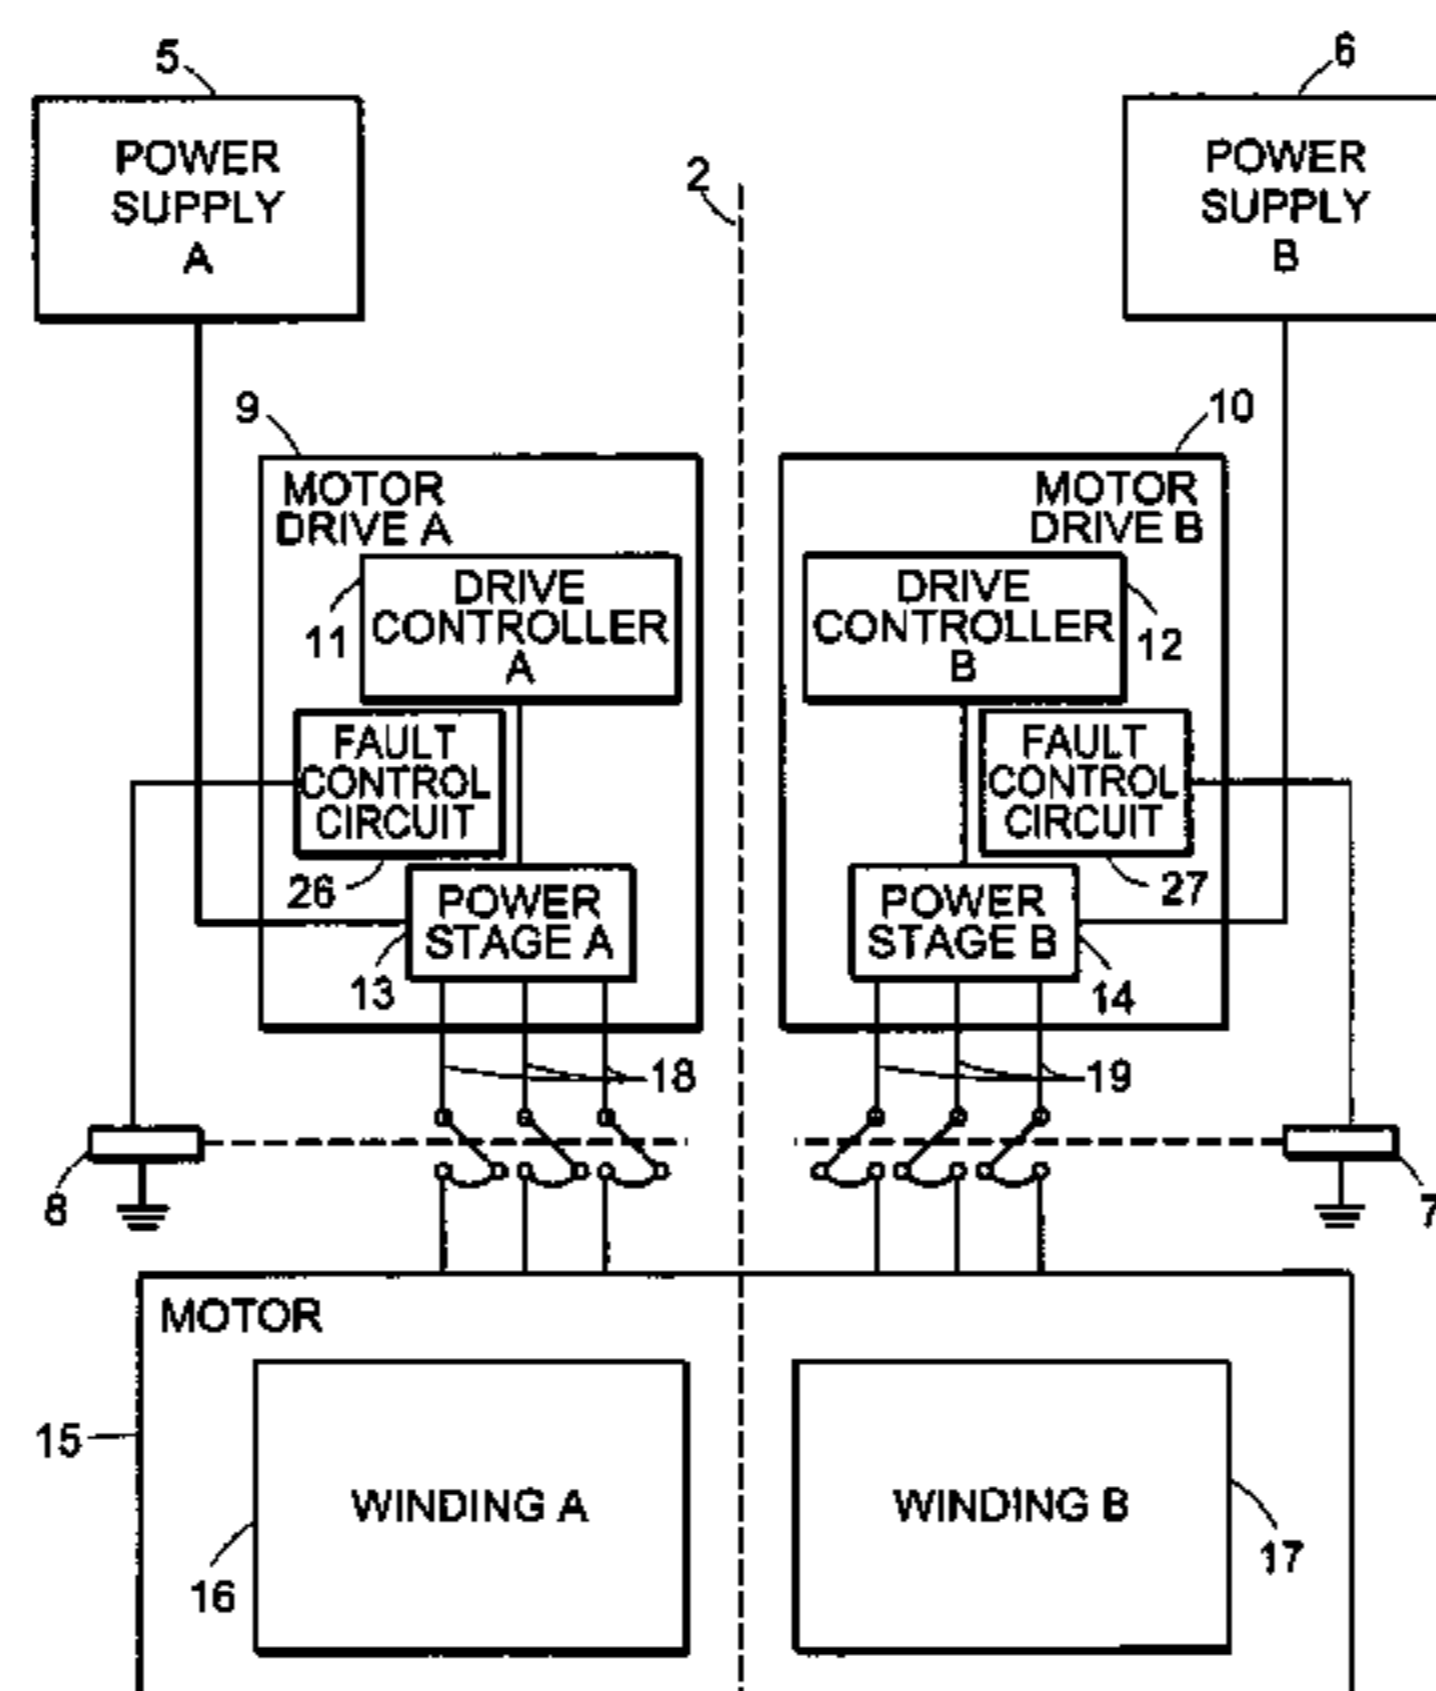 5
6
POWER
SUPPLY
A
2
POWER
SUPPLY
B
9
10
MOTOR
DRIVE A
MOTOR
DRIVE B
DRIVE
CONTROLLER
A
11
DRIVE
CONTROLLER
B
12
FAULT
CONTROL
CIRCUIT
26
FAULT
CONTROL
CIRCUIT
27
POWER
STAGE A
13
POWER
STAGE B
14
18
19
8
7
MOTOR
15
WINDING A
16
WINDING B
17